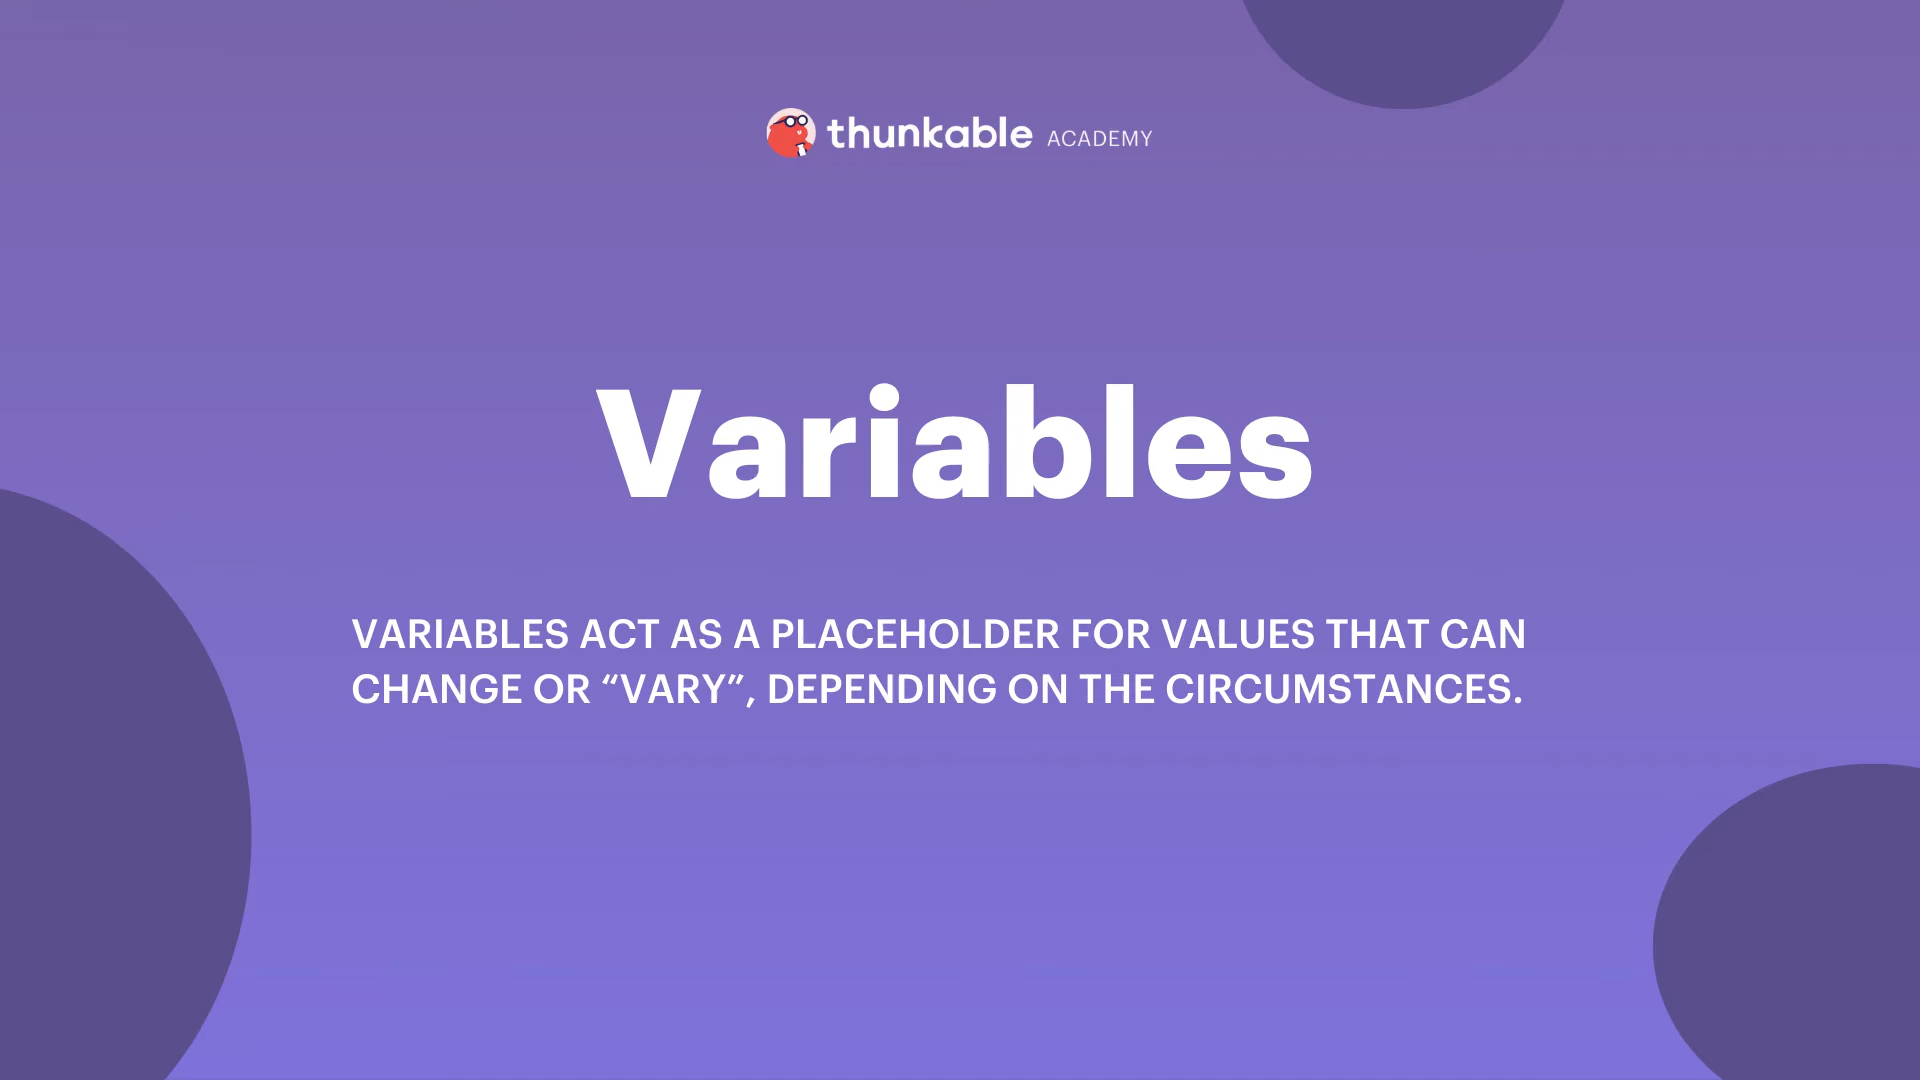 thunkable ACADEMY
Variables
VARIABLES ACT AS A PLACEHOLDER FOR VALUES THAT CAN
CHANGE OR “VARY”, DEPENDING ON THE CIRCUMSTANCES.